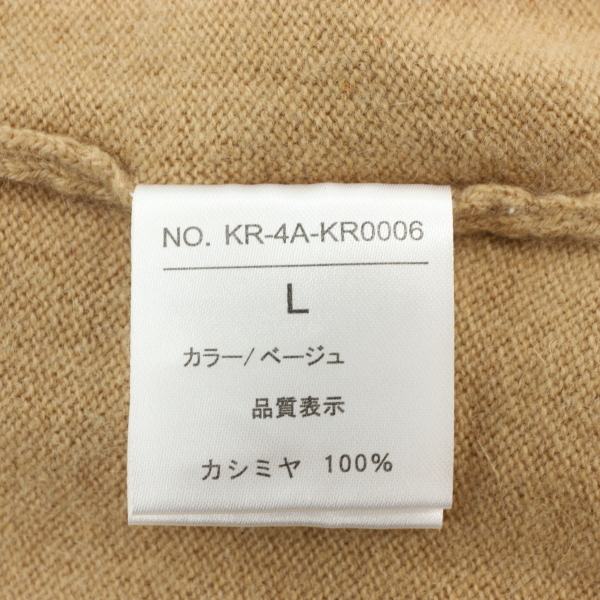 NO. KR-4A-KR0006
L
カラー/ベージュ
品質表示
カシミヤ 100%